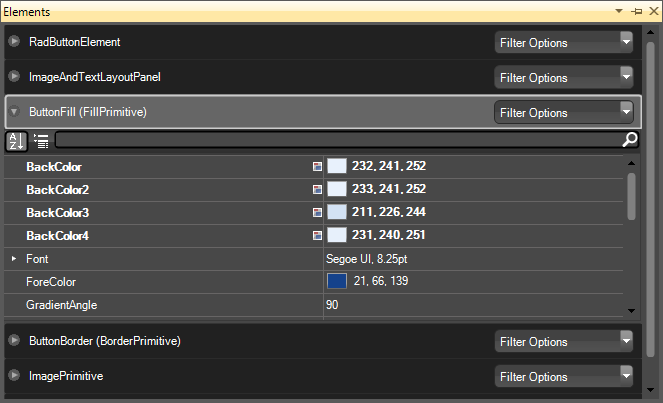 Elements
RadButtonElement Filter Options
ImageAndTextLayoutPanel Filter Options
ButtonFill (FillPrimitive) Filter Options
A
Z
BackColor 232, 241, 252
BackColor2 233, 241, 252
BackColor3 211, 226, 244
BackColor4 231, 240, 251
Font Segoe UI, 8.25pt
ForeColor 21, 66, 139
GradientAngle 90
ButtonBorder (BorderPrimitive) Filter Options
ImagePrimitive Filter Options